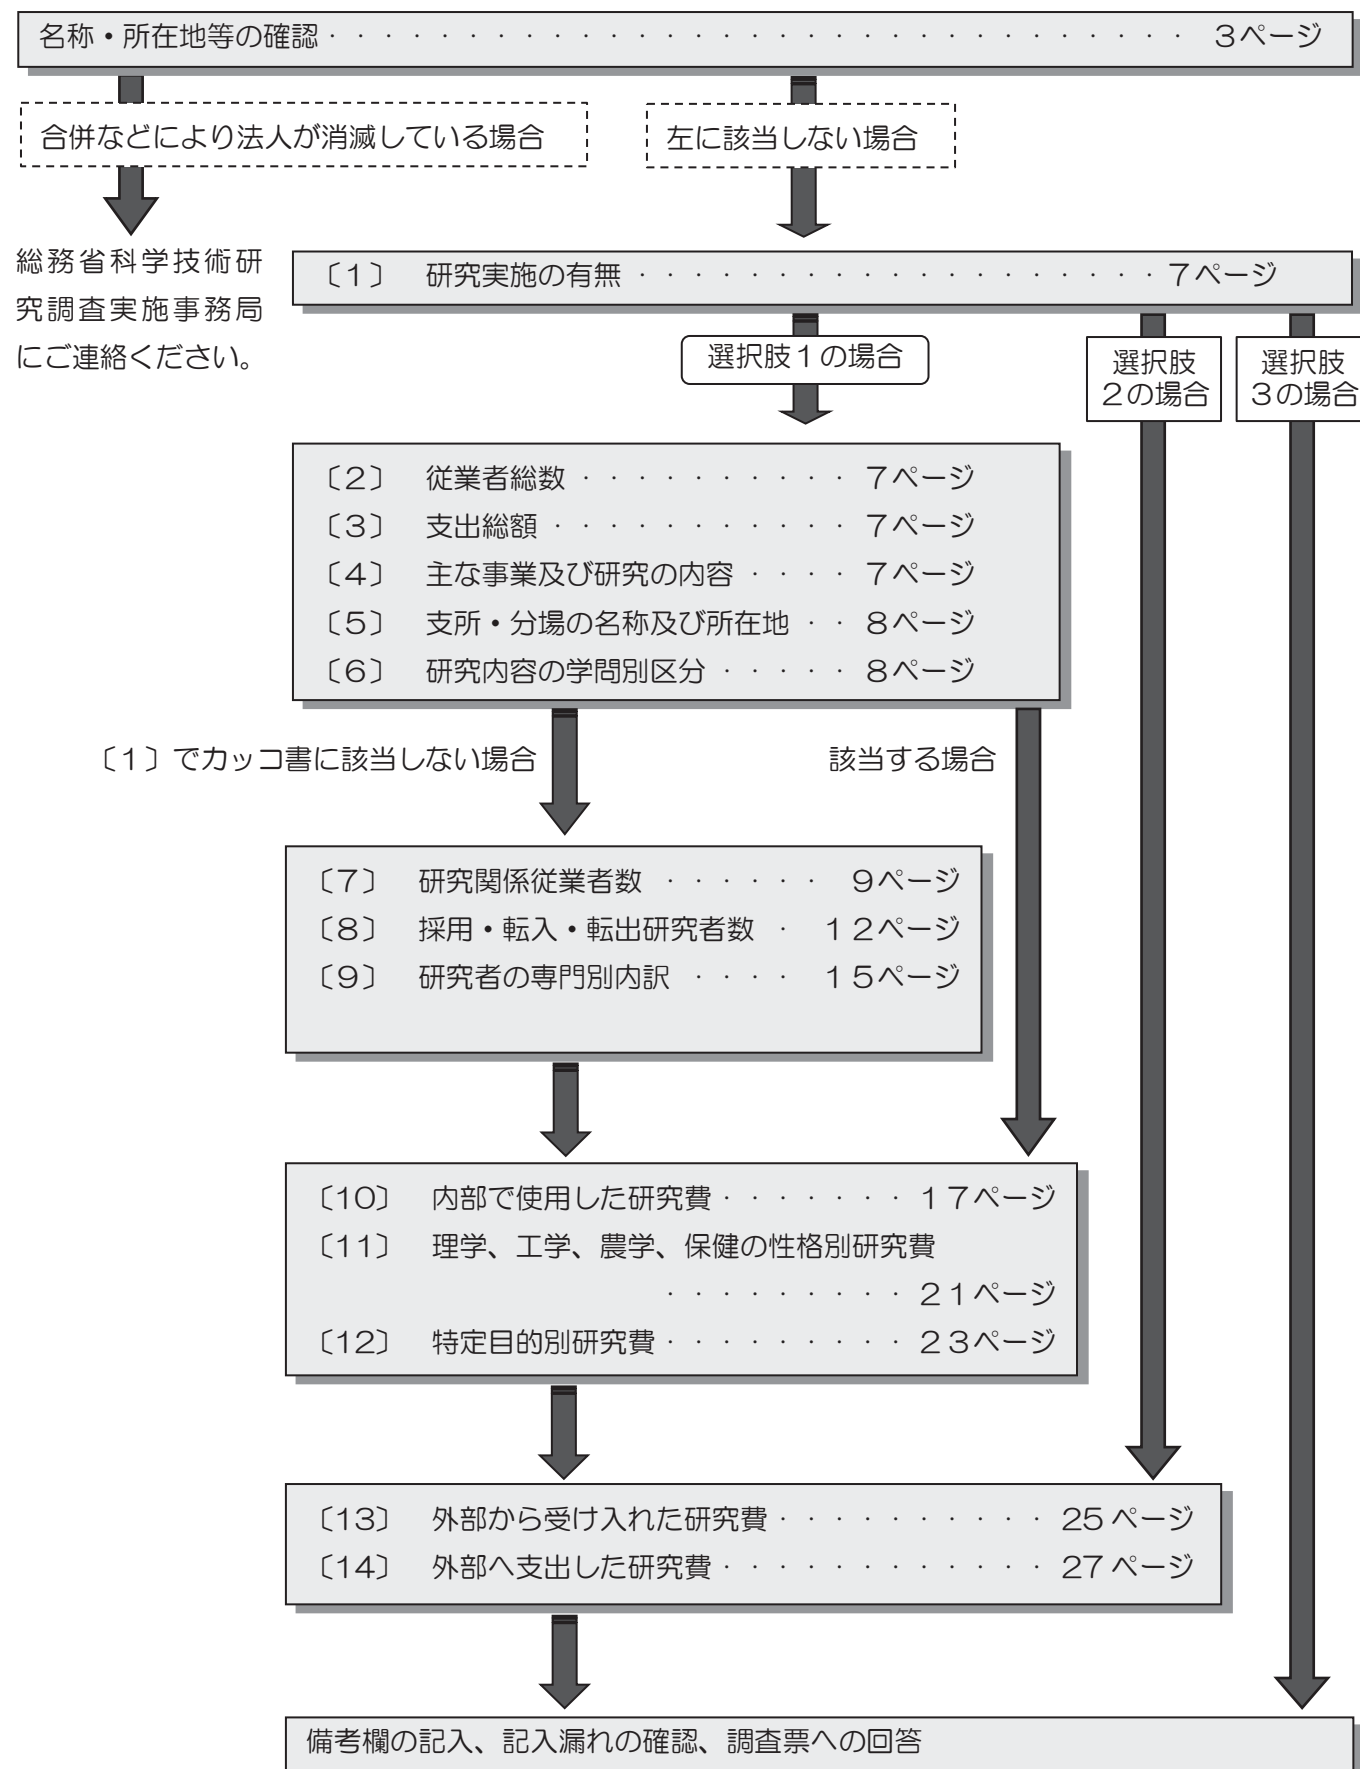 名称・所在地等の確認・・・・・・・・・・・・・・・・・・・・・・・・・・・・・・・ 3ページ
合併などにより法人が消滅している場合
左に該当しない場合
総務省科学技術研
究調査実施事務局
にご連絡ください。
〔1〕 研究実施の有無・・・・・・・・・・・・・・・・・・・7ページ
選択肢1の場合
選択肢
2の場合
選択肢
3の場合
〔2〕 従業者総数・・・・・・・・・・7ページ
〔3〕 支出総額・・・・・・・・・・・7ページ
〔4〕 主な事業及び研究の内容・・・・7ページ
〔5〕 支所・分場の名称及び所在地・・8ページ
〔6〕 研究内容の学問別区分・・・・・8ページ
〔1〕でカッコ書に該当しない場合
該当する場合
〔7〕 研究関係従業者数 ・・・・・・ 9ページ
〔8〕 採用・転入・転出研究者数 ・ 12ページ
〔9〕 研究者の専門別内訳 ・・・・ 15ページ
〔10〕 内部で使用した研究費・・・・・・・17ページ
〔11〕 理学、工学、農学、保健の性格別研究費
・・・・・・・・・21ページ
〔12〕 特定目的別研究費・・・・・・・・・23ページ
〔13〕 外部から受け入れた研究費・・・・・・・・・・25ページ
〔14〕 外部へ支出した研究費・・・・・・・・・・・・27ページ
備考欄の記入、記入漏れの確認、調査票への回答